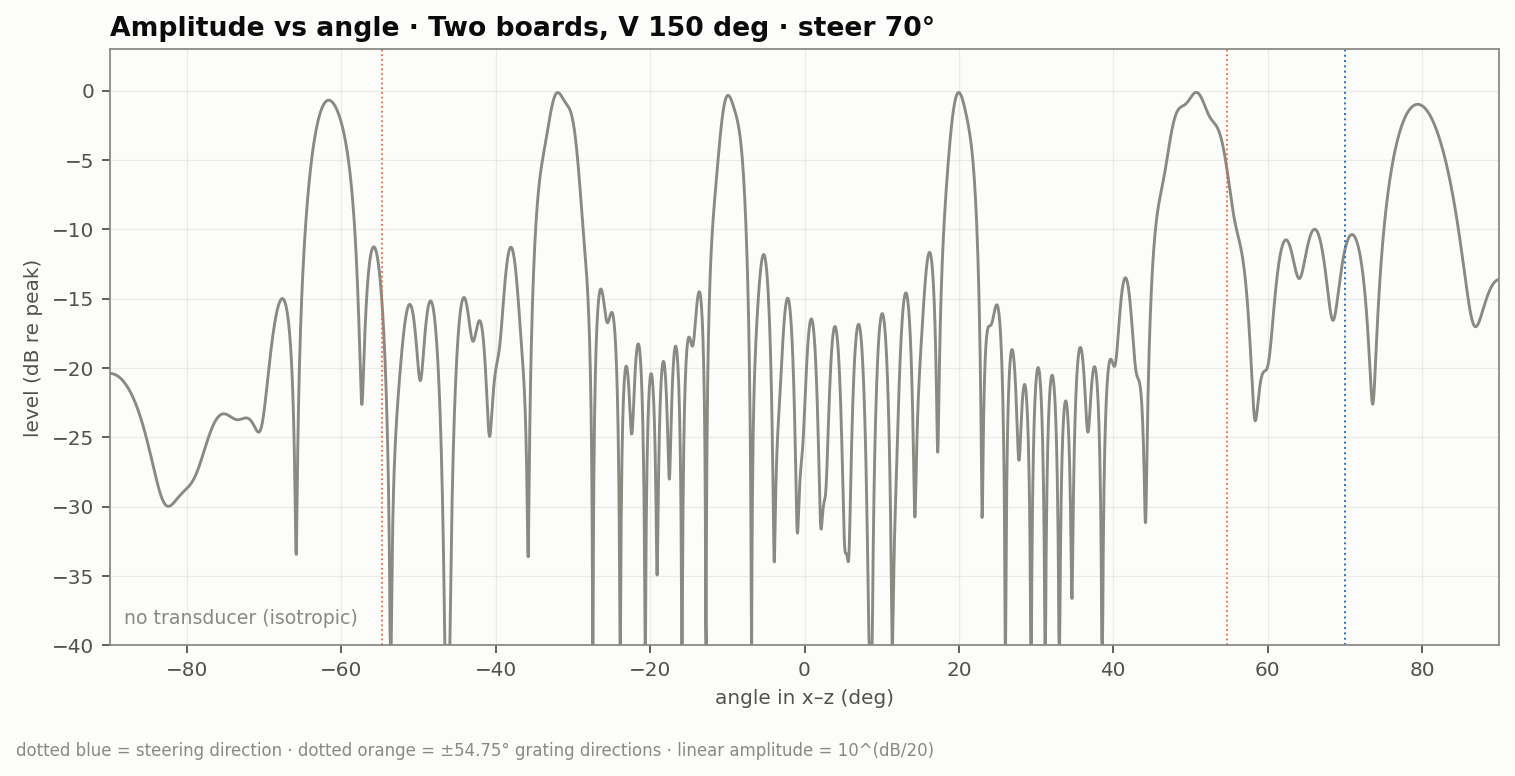 Amplitude vs angle · Two boards, V 150 deg · steer 70°
level (dB re peak)
0
−5
−10
−15
−20
−25
−30
−35
−40
no transducer (isotropic)
−80 −60 −40 −20 0 20 40 60 80
angle in x–z (deg)
dotted blue = steering direction · dotted orange = ±54.75° grating directions · linear amplitude = 10^(dB/20)